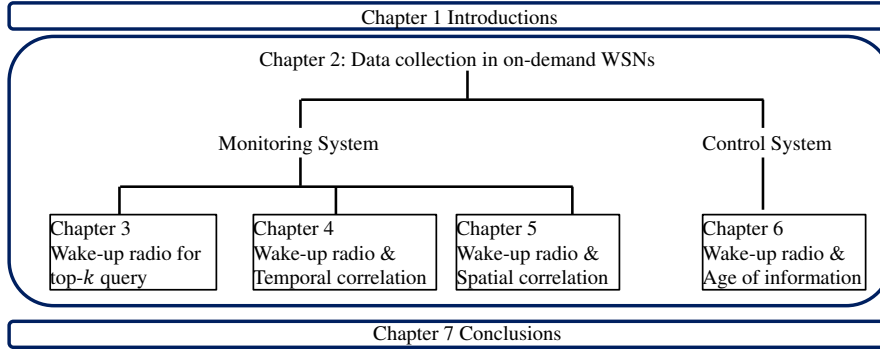 Chapter 1 Introductions
Chapter 2: Data collection in on-demand WSNs
Monitoring System
Control System
Chapter 3
Wake-up radio for
top-k query
Chapter 4
Wake-up radio &
Temporal correlation
Chapter 5
Wake-up radio &
Spatial correlation
Chapter 6
Wake-up radio &
Age of information
Chapter 7 Conclusions